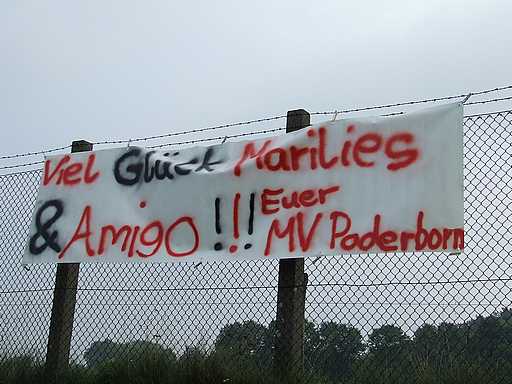 Viel Glück Marilies
& Amigo !!! Euer
MV Paderborn